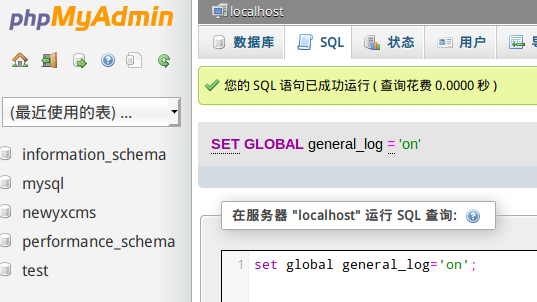 phpMyAdmin
(最近使用的表) ...
information_schema
mysql
newyxcms
performance_schema
test
localhost
数据库
SQL
状态
用户
您的 SQL 语句已成功运行 ( 查询花费 0.0000 秒 )
SET GLOBAL general_log = 'on'
在服务器 "localhost" 运行 SQL 查询:
1 set global general_log='on';